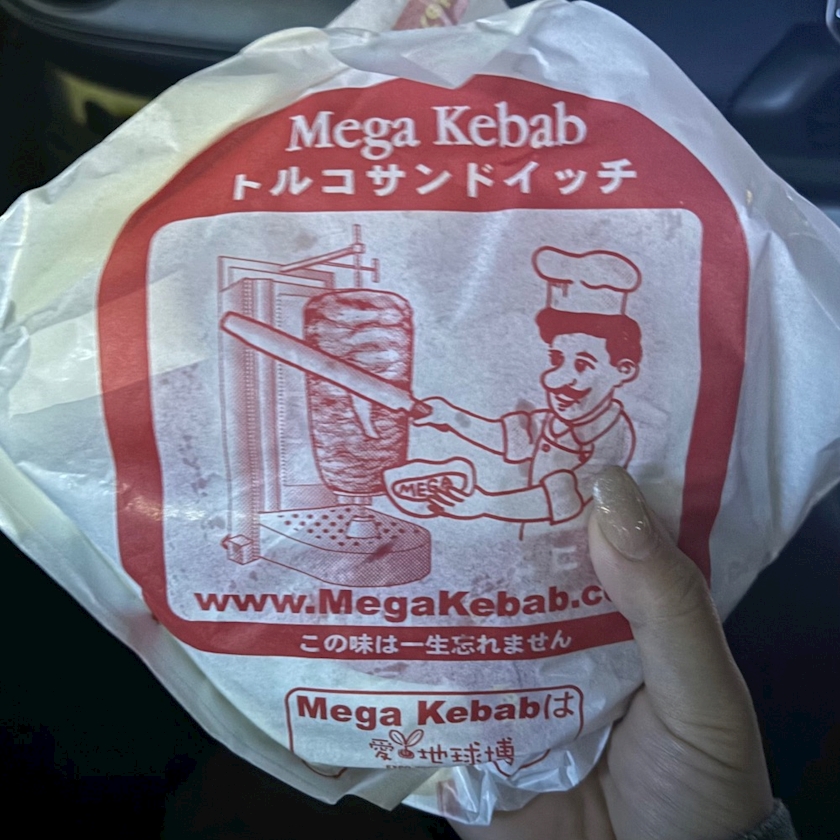 Mega Kebab
トルコサンドイッチ
MEGA
www.MegaKebab.c
この味は一生忘れません
Mega Kebabは
愛 地球博